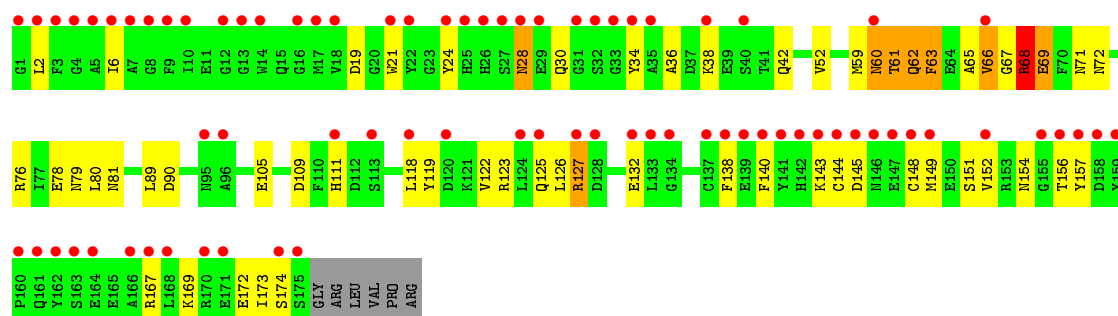 G1 L2 F3 G4 A5 I6 A7 G8 F9 I10 E11 G12 G13 W14 Q15 G16 M17 V18 D19 G20 W21 Y22 G23 Y24 H25 H26 S27 N28 E29 Q30 G31 S32 G33 Y34 A35 A36 D37 K38 E39 S40 T41 Q42 V52 M59 N60 T61 Q62 F63 E64 A65 V66 G67 R68 E69 F70 N71 N72
R76 I77 E78 N79 L80 N81 L89 D90 N95 A96 E105 D109 F110 H111 D112 S113 L118 Y119 D120 K121 V122 R123 L124 Q125 L126 R127 D128 E132 L133 G134 C137 F138 E139 F140 Y141 H142 K143 C144 D145 N146 E147 C148 M149 E150 S151 V152 R153 N154 G155 T156 Y157 D158 Y159
P160 Q161 Y162 S163 E164 E165 A166 R167 L168 K169 R170 E171 E172 I173 S174 S175 GLY ARG LEU VAL PRO ARG